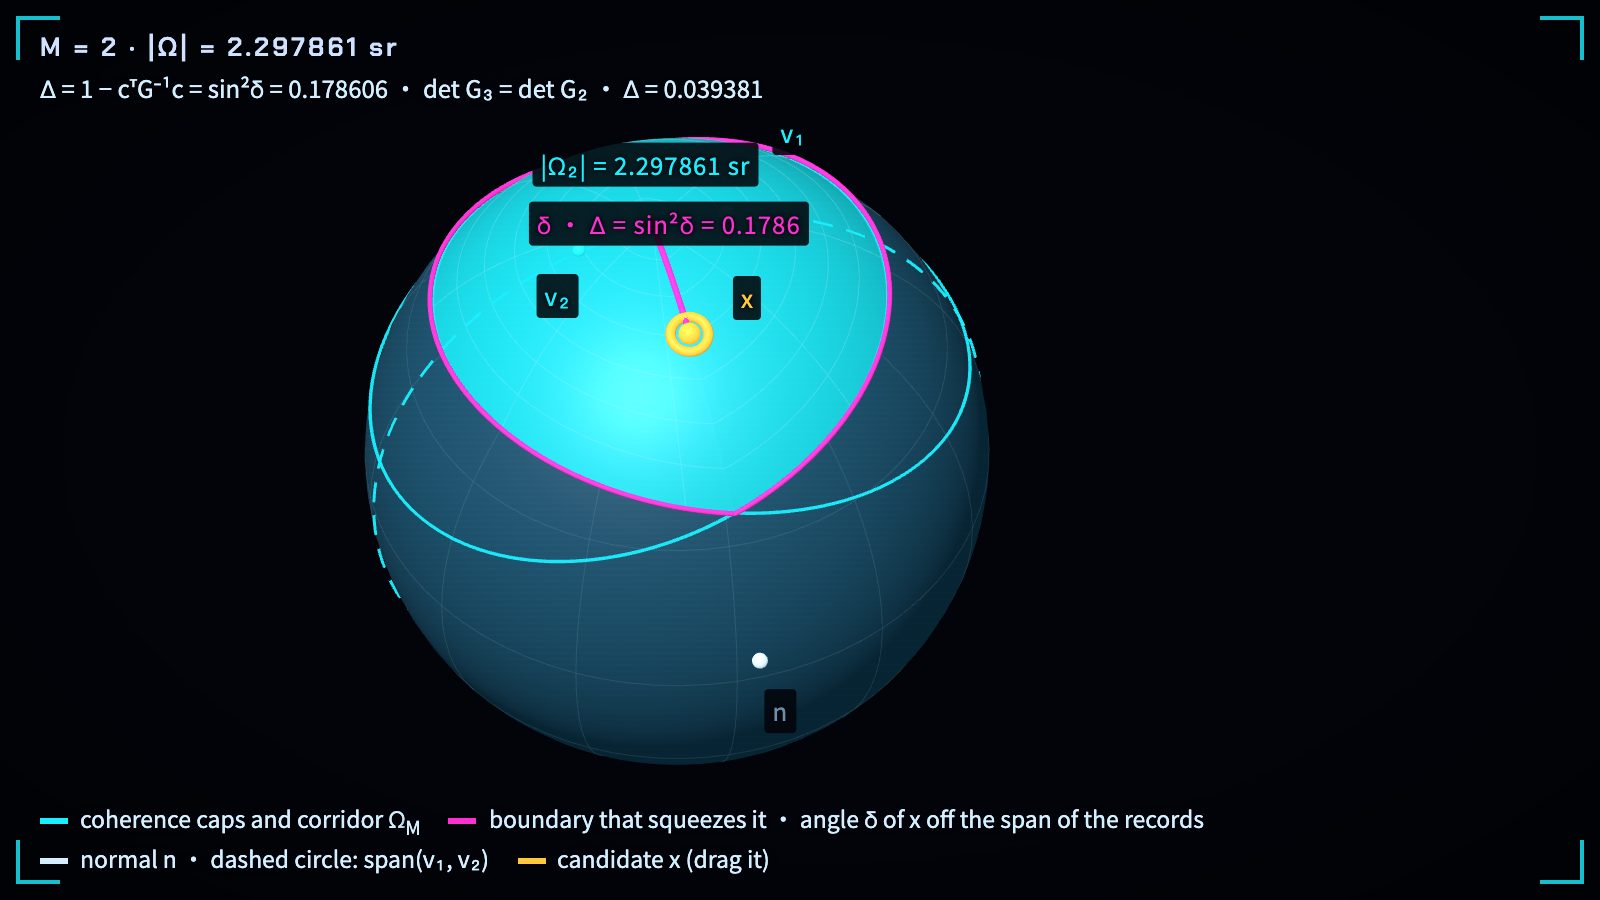 M = 2 · |Ω| = 2.297861 sr
Δ = 1 − cᵀG⁻¹c = sin²δ = 0.178606 • det G₃ = det G₂ • Δ = 0.039381
v₁
|Ω₂| = 2.297861 sr
δ • Δ = sin²δ = 0.1786
v₂
x
n
coherence caps and corridor Ω_M
boundary that squeezes it • angle δ of x off the span of the records
normal n • dashed circle: span(v₁, v₂)
candidate x (drag it)